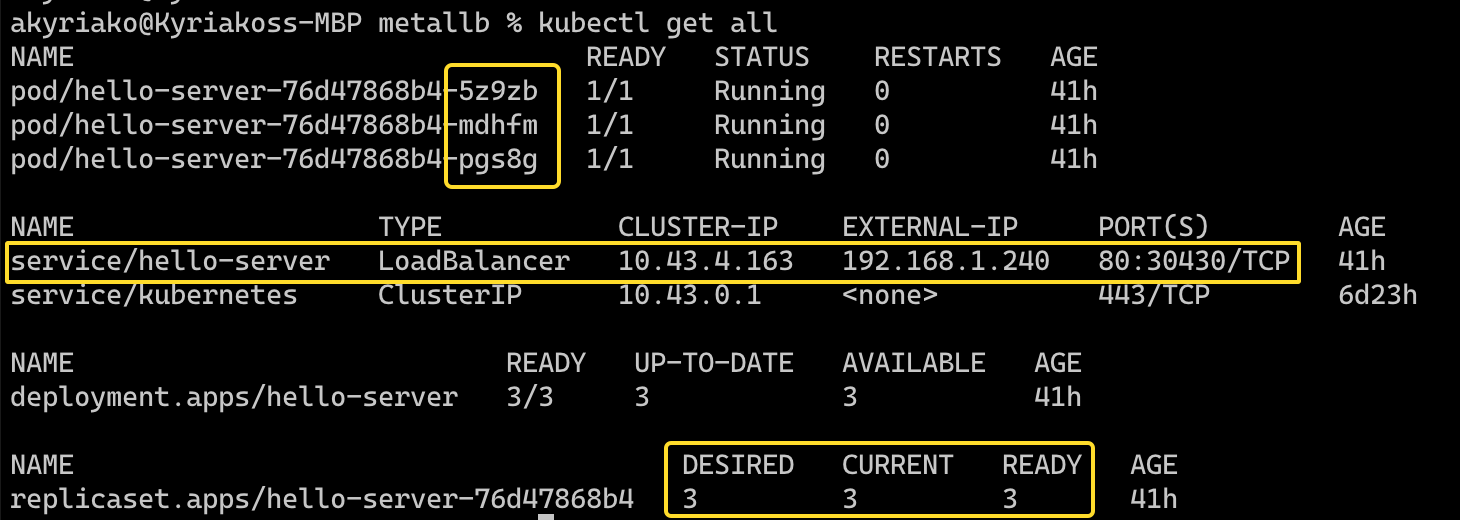 akyriako@Kyriakoss-MBP metallb % kubectl get all
NAME READY STATUS RESTARTS AGE
pod/hello-server-76d47868b4-5z9zb 1/1 Running 0 41h
pod/hello-server-76d47868b4-mdhfm 1/1 Running 0 41h
pod/hello-server-76d47868b4-pgs8g 1/1 Running 0 41h
NAME TYPE CLUSTER-IP EXTERNAL-IP PORT(S) AGE
service/hello-server LoadBalancer 10.43.4.163 192.168.1.240 80:30430/TCP 41h
service/kubernetes ClusterIP 10.43.0.1 <none> 443/TCP 6d23h
NAME READY UP-TO-DATE AVAILABLE AGE
deployment.apps/hello-server 3/3 3 3 41h
NAME DESIRED CURRENT READY AGE
replicaset.apps/hello-server-76d47868b4 3 3 3 41h